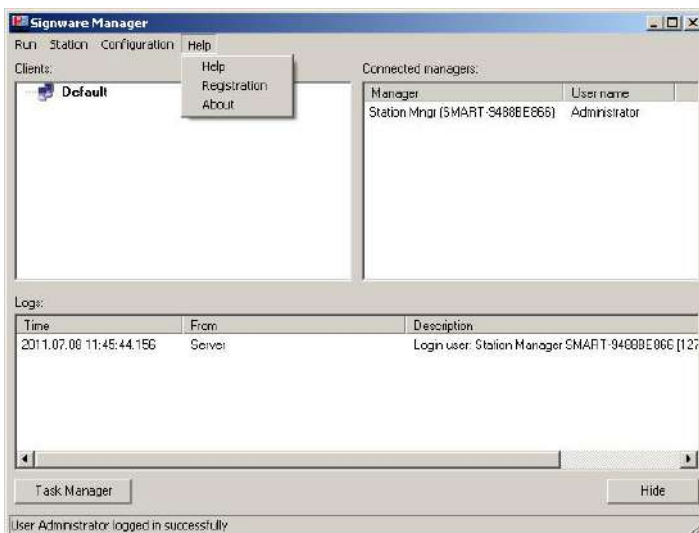 Signware Manager
Run Station Configuration Help
Help
Registration
About
Clients:
Default
Connected managers:
Manager User name
Station Mngr (SMART-9488BE866) Administrator
Logs:
Time From Description
2011.07.08 11:45:44.156 Server Login user: Station Manager SMART-9488BE866 [127
Task Manager Hide
User Administrator logged in successfully